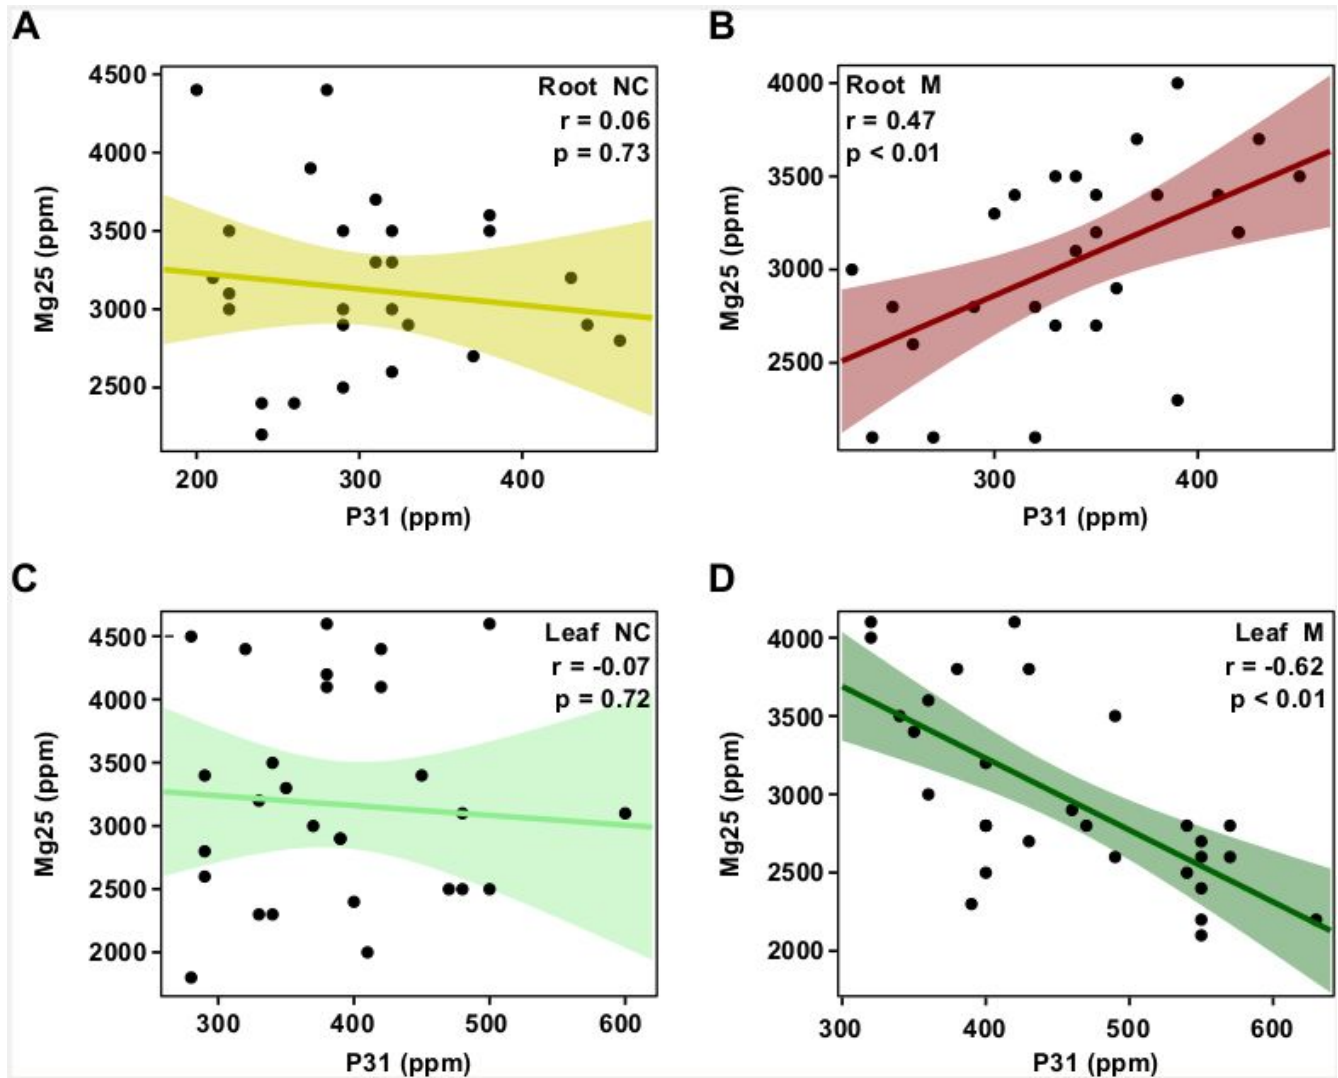 A
Root NC
r = 0.06
p = 0.73
4500
4000
3500
3000
2500
Mg25 (ppm)
200 300 400
P31 (ppm)
B
Root M
r = 0.47
p < 0.01
4000
3500
3000
2500
Mg25 (ppm)
300 400
P31 (ppm)
C
Leaf NC
r = -0.07
p = 0.72
4500
4000
3500
3000
2500
2000
Mg25 (ppm)
300 400 500 600
P31 (ppm)
D
Leaf M
r = -0.62
p < 0.01
4000
3500
3000
2500
2000
Mg25 (ppm)
300 400 500 600
P31 (ppm)